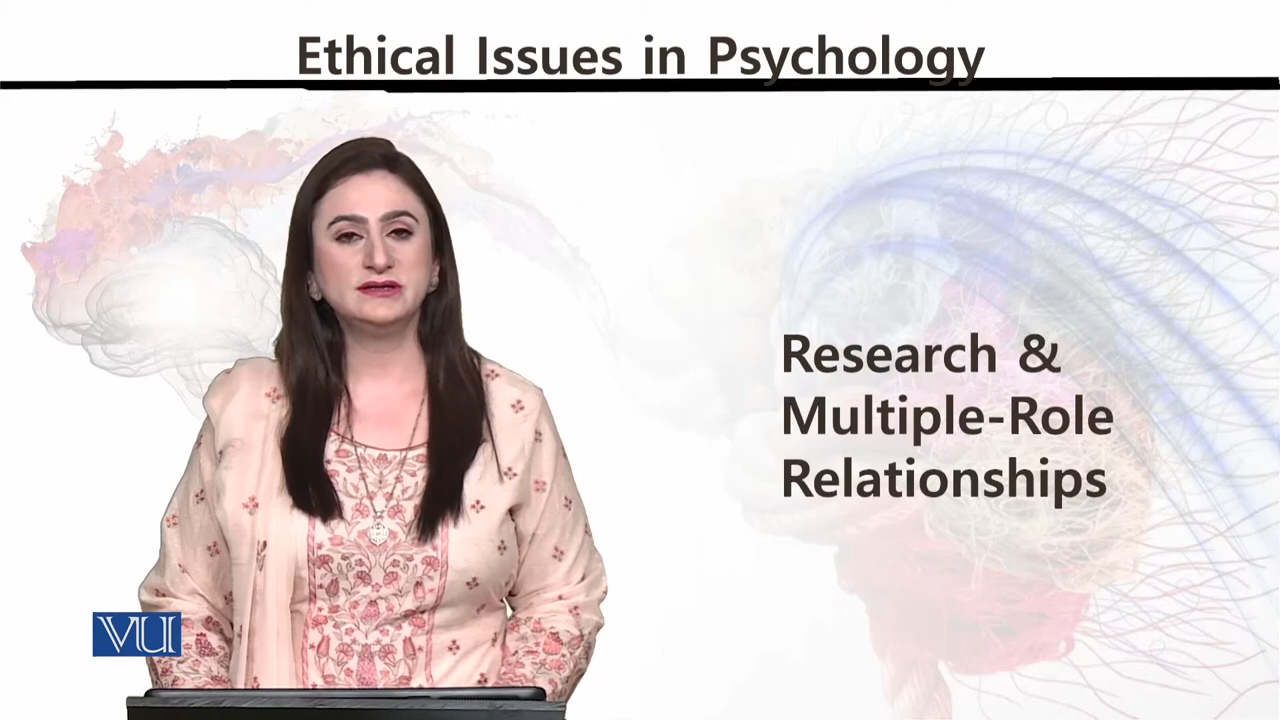 Ethical Issues in Psychology
Research &
Multiple-Role
Relationships
VU